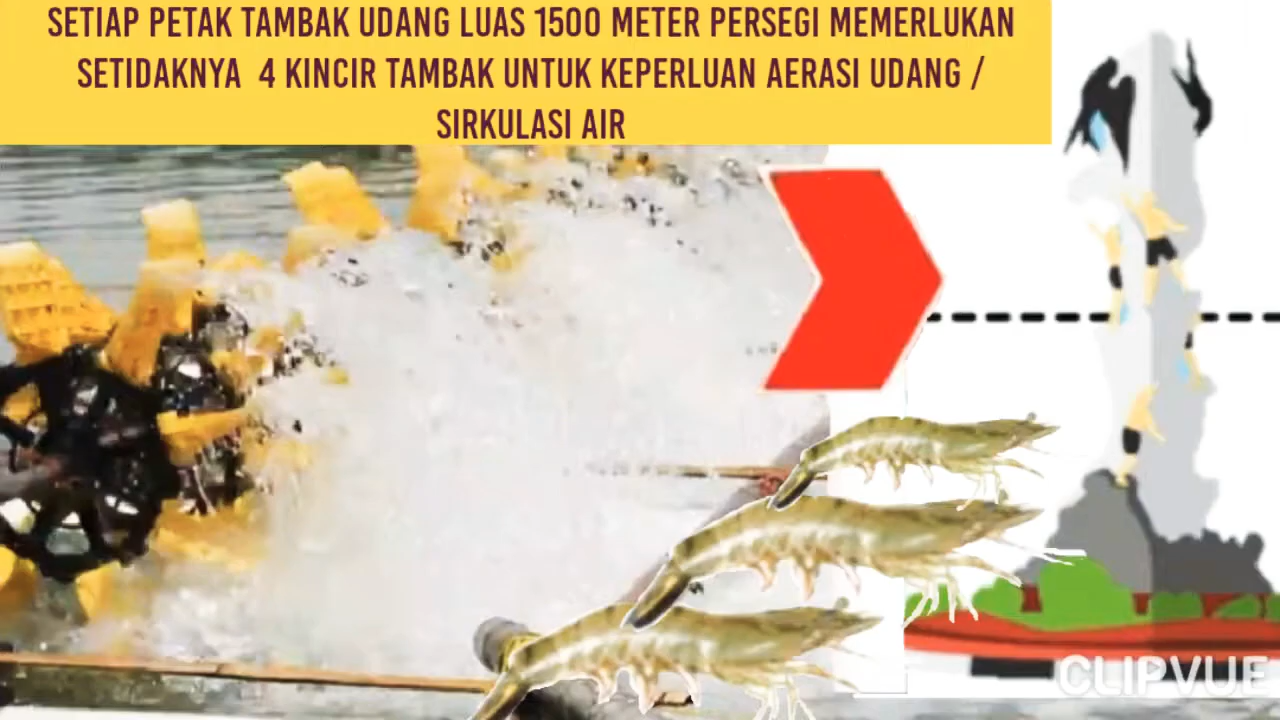 SETIAP PETAK TAMBAK UDANG LUAS 1500 METER PERSEGI MEMERLUKAN
SETIDAKNYA 4 KINCIR TAMBAK UNTUK KEPERLUAN AERASI UDANG /
SIRKULASI AIR
CLIPVUE